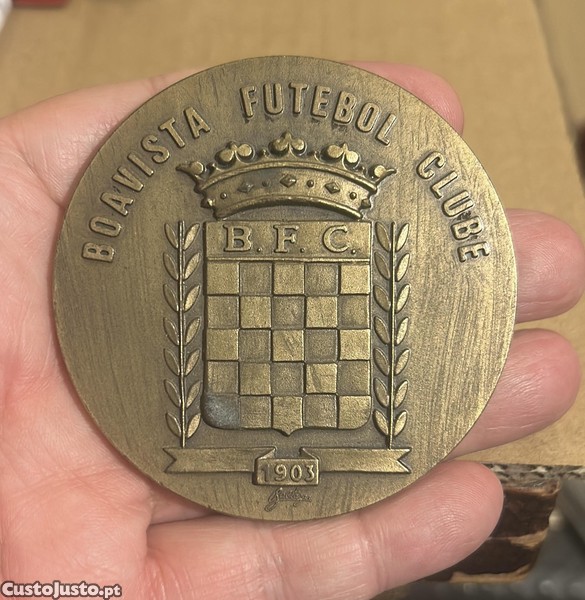 BOAVISTA FUTEBOL CLUBE
B. F. C.
1903
CustoJusto.pt